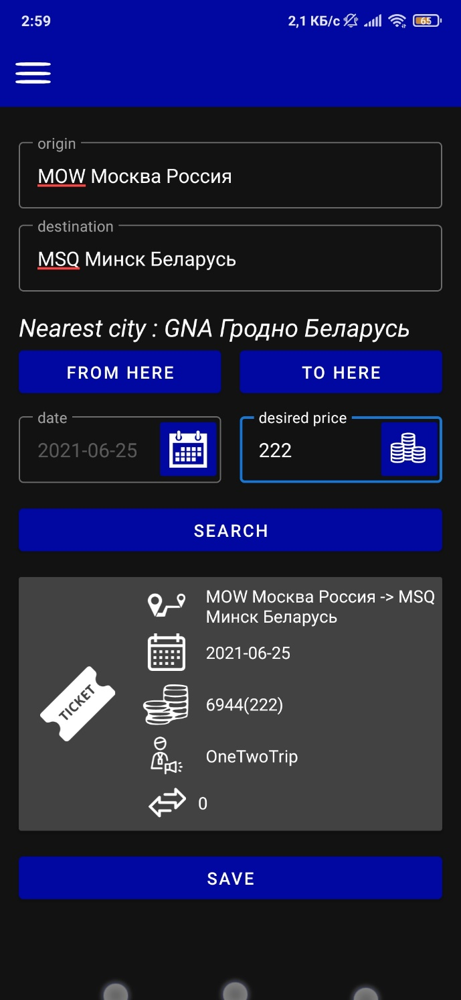 2:59
2,1 КБ/с
65
origin
MOW Москва Россия
destination
MSQ Минск Беларусь
Nearest city : GNA Гродно Беларусь
FROM HERE
TO HERE
date
2021-06-25
desired price
222
SEARCH
MOW Москва Россия -> MSQ
Минск Беларусь
2021-06-25
TICKET
6944(222)
OneTwoTrip
0
SAVE